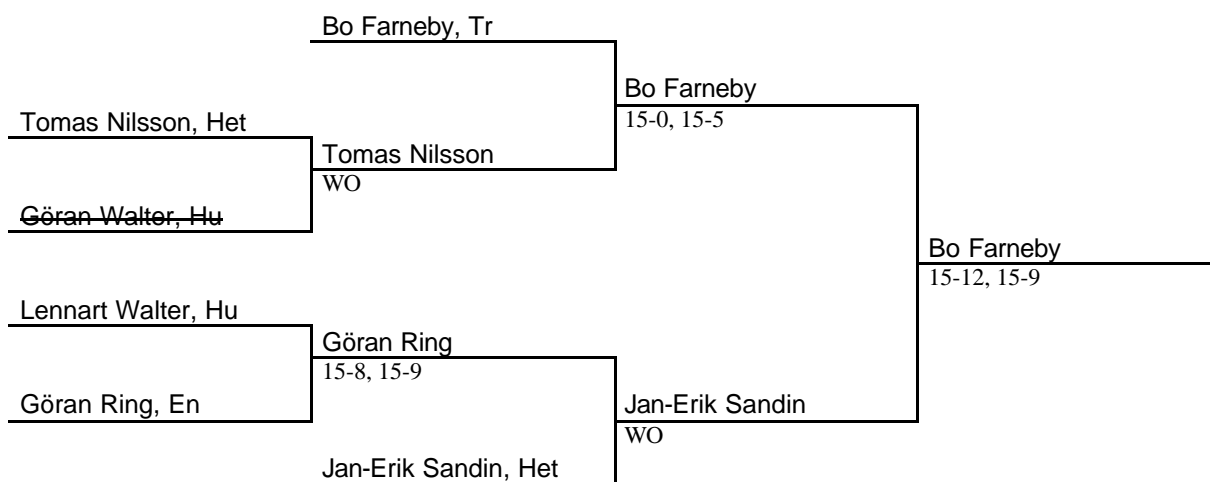 Bo Farneby, Tr
Bo Farneby
15-0, 15-5
Tomas Nilsson, Het
Tomas Nilsson
WO
Göran Walter, Hu
Bo Farneby
15-12, 15-9
Lennart Walter, Hu
Göran Ring
15-8, 15-9
Göran Ring, En
Jan-Erik Sandin
WO
Jan-Erik Sandin, Het